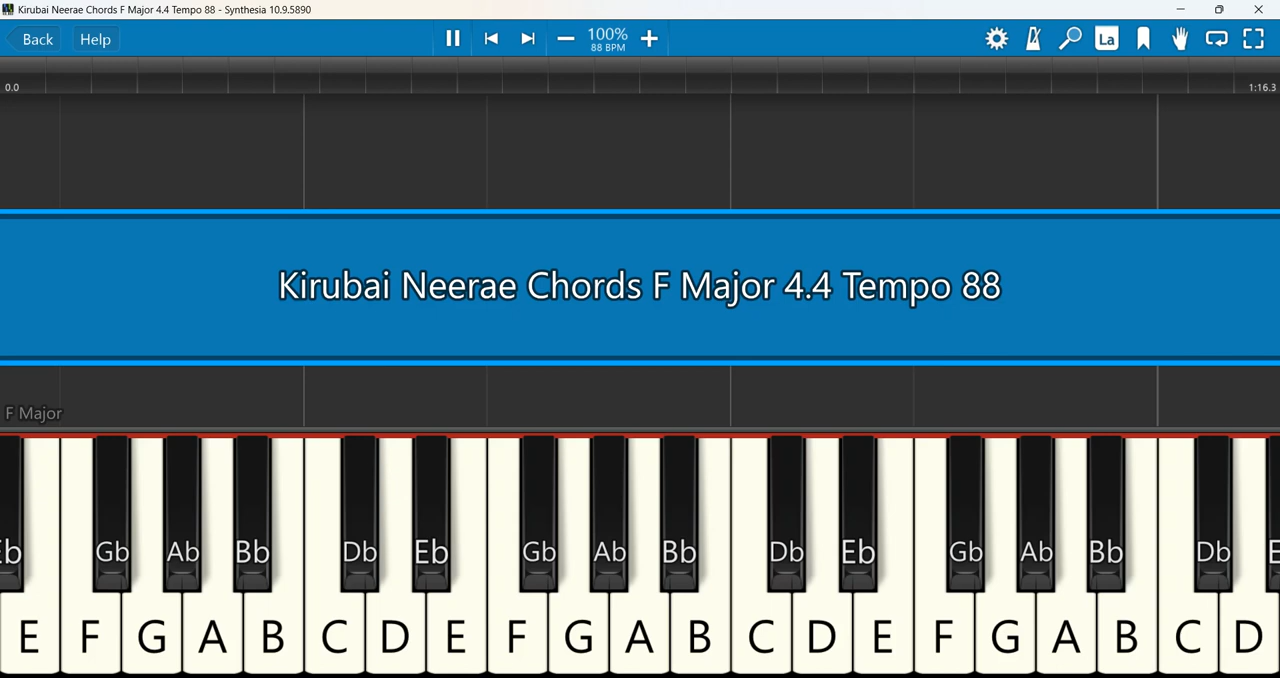 Kirubai Neerae Chords F Major 4.4 Tempo 88 - Synthesia 10.9.5890
Back Help 100% La
88 BPM
0.0 1:16.3
Kirubai Neerae Chords F Major 4.4 Tempo 88
F Major
Eb Gb Ab Bb Db Eb Gb Ab Bb Db Eb Gb Ab Bb Db E
E F G A B C D E F G A B C D E F G A B C D